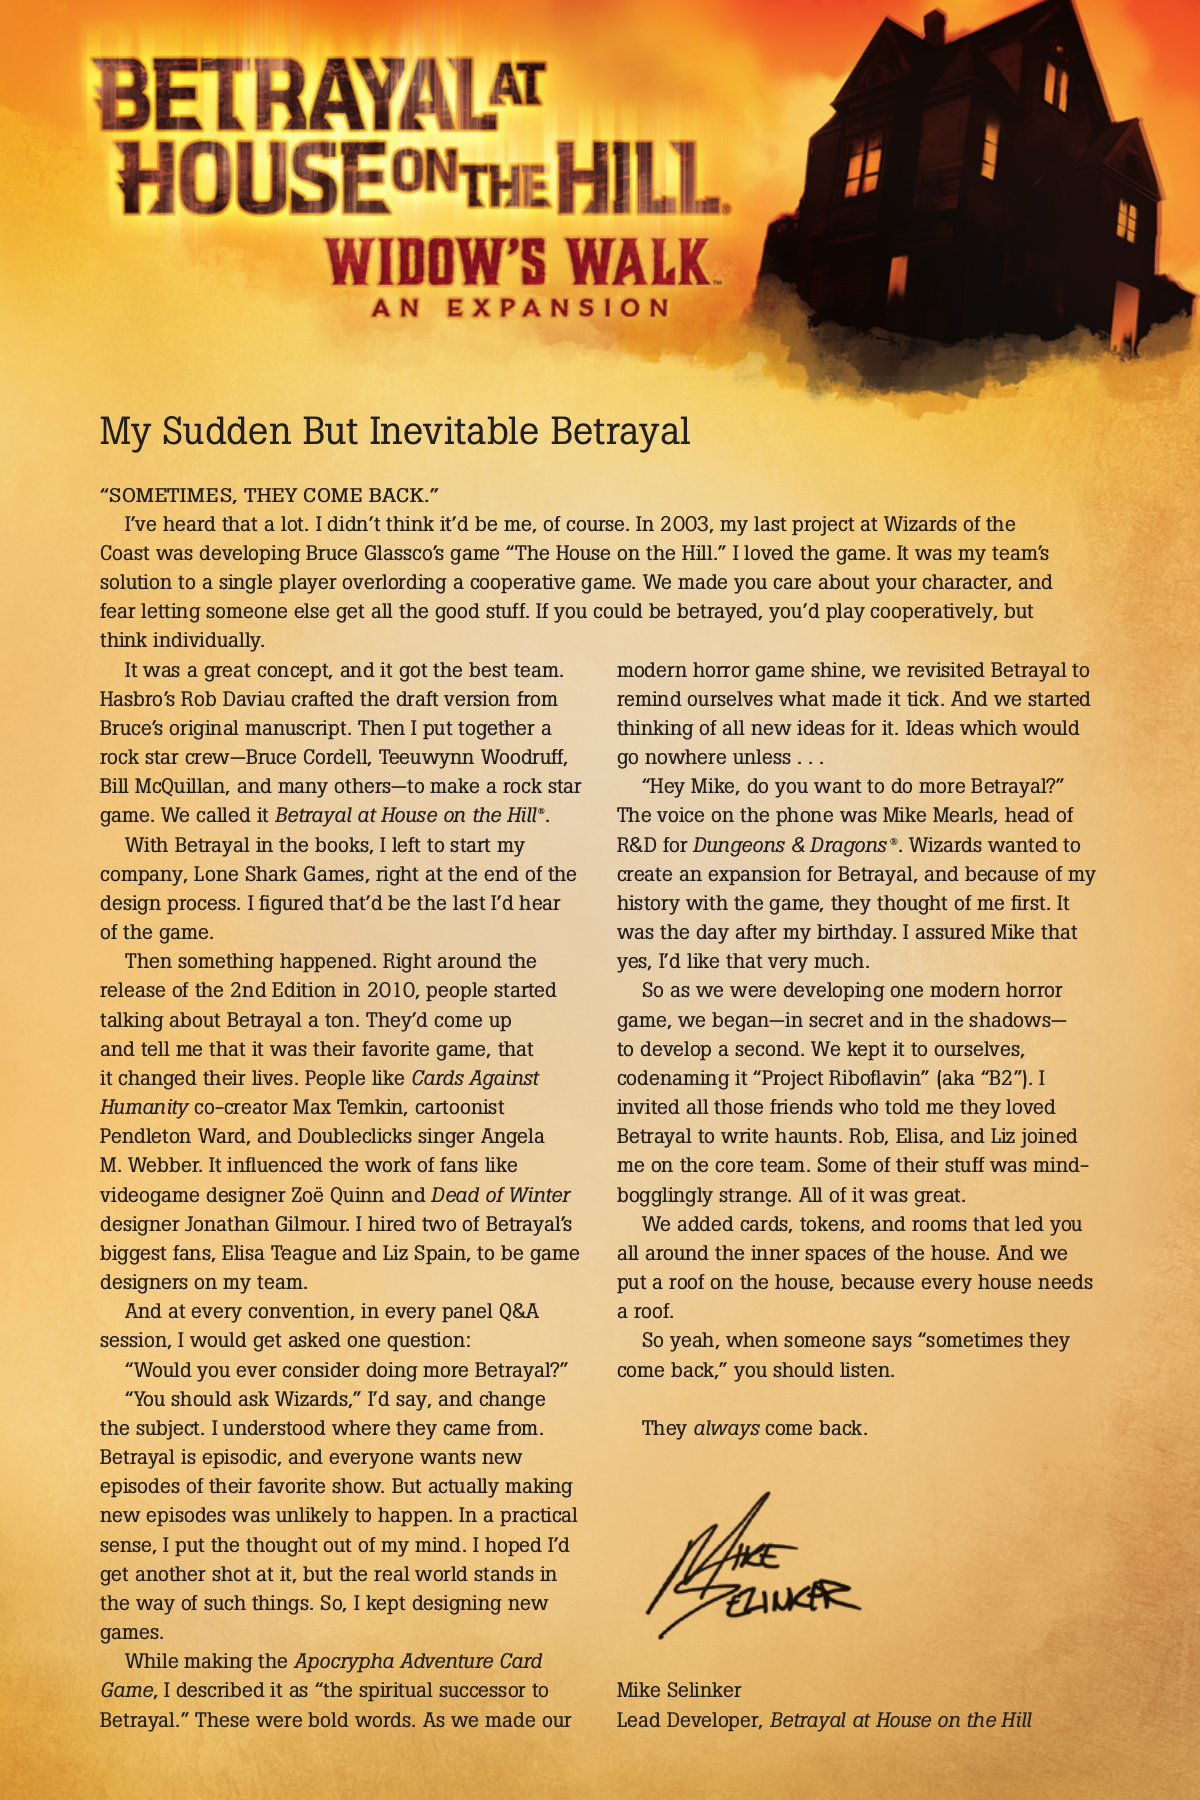 BETRAYAL AT
HOUSE ON THE HILL®
WIDOW'S WALK™
AN EXPANSION
My Sudden But Inevitable Betrayal
“SOMETIMES, THEY COME BACK.”
I’ve heard that a lot. I didn’t think it’d be me, of course. In 2003, my last project at Wizards of the
Coast was developing Bruce Glassco’s game “The House on the Hill.” I loved the game. It was my team’s
solution to a single player overlording a cooperative game. We made you care about your character, and
fear letting someone else get all the good stuff. If you could be betrayed, you’d play cooperatively, but
think individually.
It was a great concept, and it got the best team.
Hasbro’s Rob Daviau crafted the draft version from
Bruce’s original manuscript. Then I put together a
rock star crew—Bruce Cordell, Teeuwynn Woodruff,
Bill McQuillan, and many others—to make a rock star
game. We called it Betrayal at House on the Hill®.
With Betrayal in the books, I left to start my
company, Lone Shark Games, right at the end of the
design process. I figured that’d be the last I’d hear
of the game.
Then something happened. Right around the
release of the 2nd Edition in 2010, people started
talking about Betrayal a ton. They’d come up
and tell me that it was their favorite game, that
it changed their lives. People like Cards Against
Humanity co-creator Max Temkin, cartoonist
Pendleton Ward, and Doubleclicks singer Angela
M. Webber. It influenced the work of fans like
videogame designer Zoë Quinn and Dead of Winter
designer Jonathan Gilmour. I hired two of Betrayal’s
biggest fans, Elisa Teague and Liz Spain, to be game
designers on my team.
And at every convention, in every panel Q&A
session, I would get asked one question:
“Would you ever consider doing more Betrayal?”
“You should ask Wizards,” I’d say, and change
the subject. I understood where they came from.
Betrayal is episodic, and everyone wants new
episodes of their favorite show. But actually making
new episodes was unlikely to happen. In a practical
sense, I put the thought out of my mind. I hoped I’d
get another shot at it, but the real world stands in
the way of such things. So, I kept designing new
games.
While making the Apocrypha Adventure Card
Game, I described it as “the spiritual successor to
Betrayal.” These were bold words. As we made our
modern horror game shine, we revisited Betrayal to
remind ourselves what made it tick. And we started
thinking of all new ideas for it. Ideas which would
go nowhere unless . . .
“Hey Mike, do you want to do more Betrayal?”
The voice on the phone was Mike Mearls, head of
R&D for Dungeons & Dragons®. Wizards wanted to
create an expansion for Betrayal, and because of my
history with the game, they thought of me first. It
was the day after my birthday. I assured Mike that
yes, I’d like that very much.
So as we were developing one modern horror
game, we began—in secret and in the shadows—
to develop a second. We kept it to ourselves,
codenaming it “Project Riboflavin” (aka “B2”). I
invited all those friends who told me they loved
Betrayal to write haunts. Rob, Elisa, and Liz joined
me on the core team. Some of their stuff was mind-
bogglingly strange. All of it was great.
We added cards, tokens, and rooms that led you
all around the inner spaces of the house. And we
put a roof on the house, because every house needs
a roof.
So yeah, when someone says “sometimes they
come back,” you should listen.
They always come back.
MIKE
SELINKER
Mike Selinker
Lead Developer, Betrayal at House on the Hill